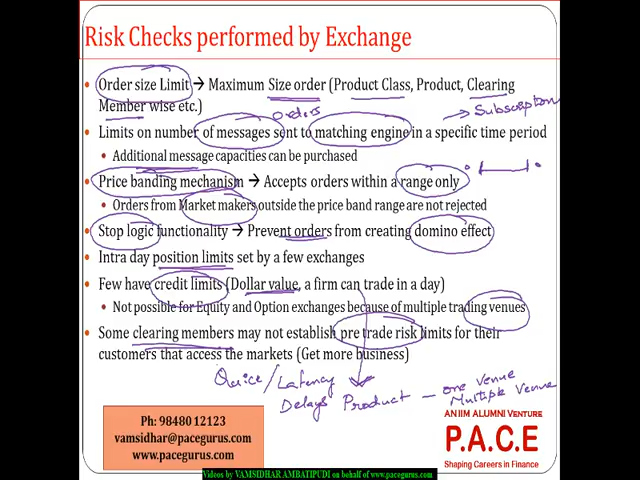 Risk Checks performed by Exchange
Order size Limit → Maximum Size order (Product Class, Product, Clearing
Member wise etc.)
orders
→ Subscription
Limits on number of messages sent to matching engine in a specific time period
Additional message capacities can be purchased
Price banding mechanism → Accepts orders within a range only
Orders from Market makers outside the price band range are not rejected
Stop logic functionality → Prevent orders from creating domino effect
Intra day position limits set by a few exchanges
Few have credit limits (Dollar value, a firm can trade in a day)
Not possible for Equity and Option exchanges because of multiple trading venues
Some clearing members may not establish pre trade risk limits for their
customers that access the markets (Get more business)
/ Latency
Delays Product — one venue
Multiple Venue
Ph: 98480 12123
vamsidhar@pacegurus.com
www.pacegurus.com
AN IIM ALUMNI VENTURE
P.A.C.E
Shaping Careers in Finance
Videos by VAMSIDHAR AMBATIPUDI on behalf of www.pacegurus.com